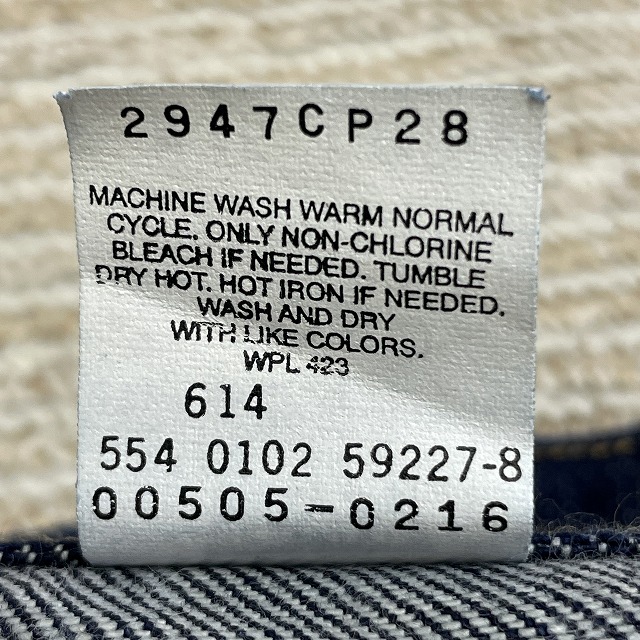 2947CP28
MACHINE WASH WARM NORMAL
CYCLE. ONLY NON-CHLORINE
BLEACH IF NEEDED. TUMBLE
DRY HOT. HOT IRON IF NEEDED.
WASH AND DRY
WITH LIKE COLORS.
WPL 423
614
554 0102 59227-8
00505-0216